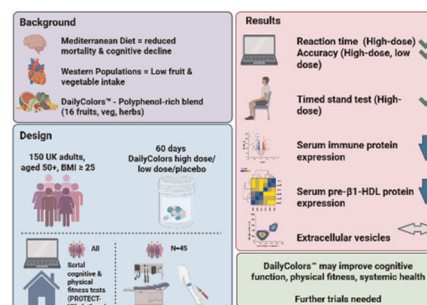 Background
Mediterranean Diet = reduced
mortality & cognitive decline
Western Populations = Low fruit &
vegetable intake
DailyColors™ - Polyphenol-rich blend
(16 fruits, veg, herbs)
Design
150 UK adults,
aged 50+, BMI ≥ 25
60 days
DailyColors high dose/
low dose/placebo
All
Serial
cognitive &
physical
fitness tests
(PROTECT-
N=45
Results
Reaction time (High-dose)
Accuracy (High-dose, low
dose)
Timed stand test (High-
dose)
Serum immune protein
expression
Serum pre-β1-HDL protein
expression
Extracellular vesicles
DailyColors™ may improve cognitive
function, physical fitness, systemic health
Further trials needed